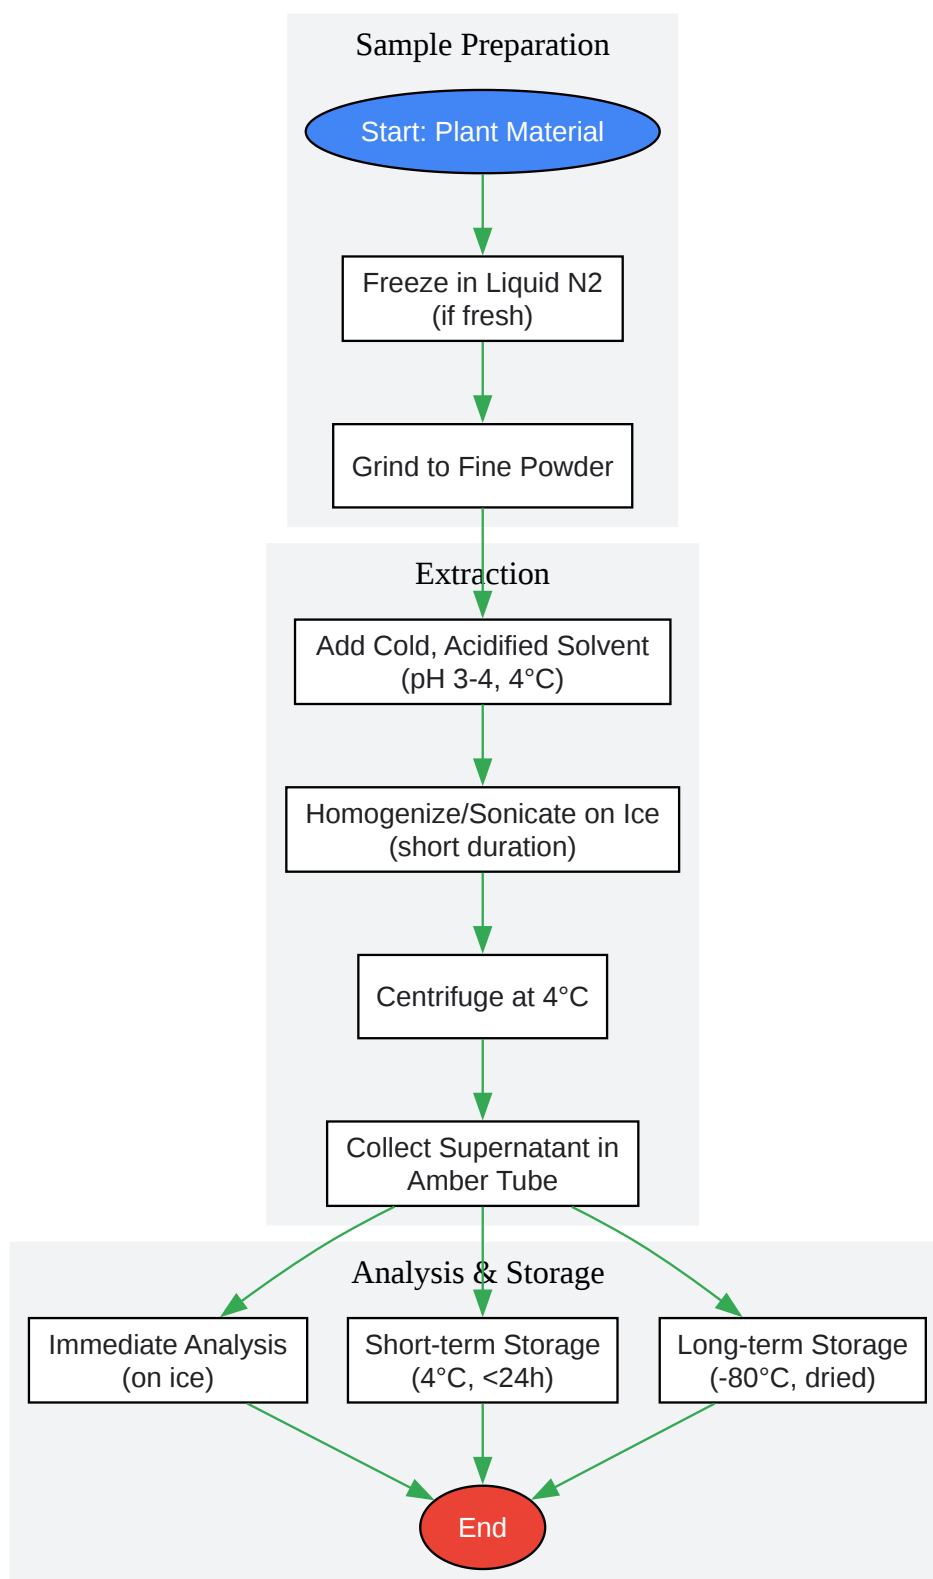 Sample Preparation
Start: Plant Material
Freeze in Liquid N2
(if fresh)
Grind to Fine Powder
Extraction
Add Cold, Acidified Solvent
(pH 3-4, 4°C)
Homogenize/Sonicate on Ice
(short duration)
Centrifuge at 4°C
Collect Supernatant in
Amber Tube
Analysis & Storage
Immediate Analysis
(on ice)
Short-term Storage
(4°C, <24h)
Long-term Storage
(-80°C, dried)
End